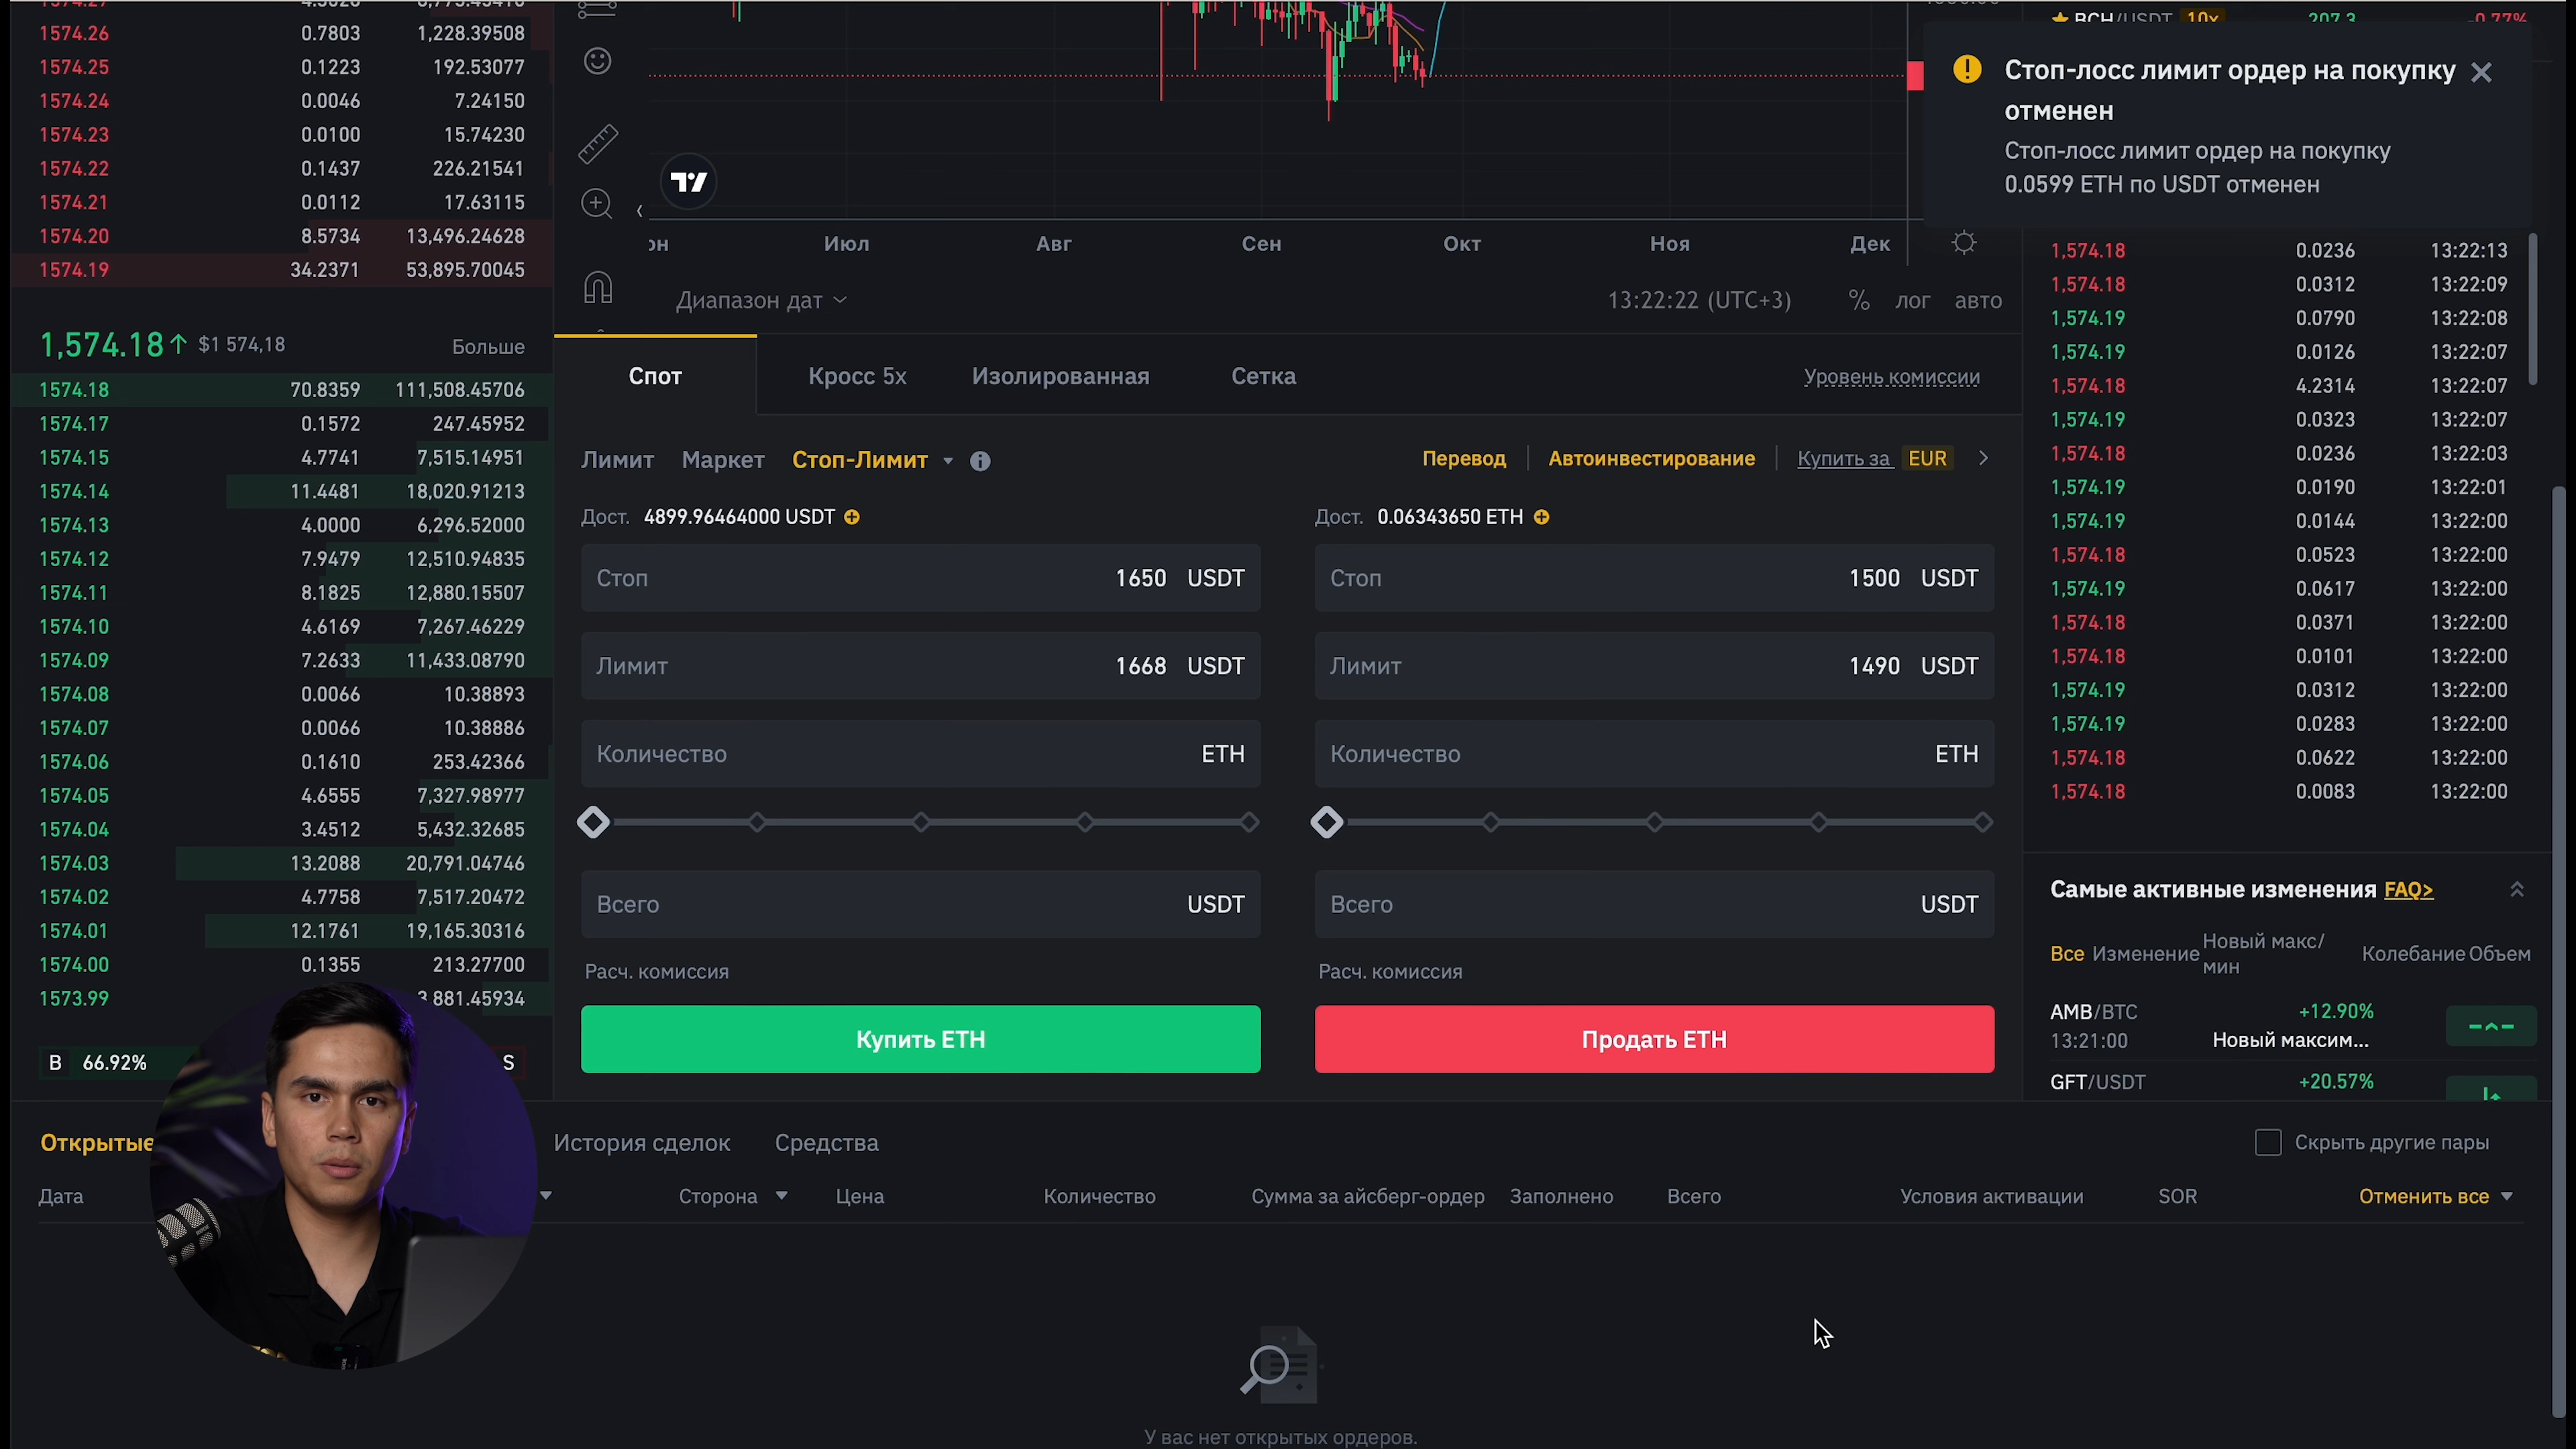 1574.26 0.7803 1,228.39508
1574.25 0.1223 192.53077
1574.24 0.0046 7.24150
1574.23 0.0100 15.74230
1574.22 0.1437 226.21541
1574.21 0.0112 17.63115
1574.20 8.5734 13,496.24628
1574.19 34.2371 53,895.70045
1,574.18↑ $1 574,18 Больше
1574.18 70.8359 111,508.45706
1574.17 0.1572 247.45952
1574.15 4.7741 7,515.14951
1574.14 11.4481 18,020.91213
1574.13 4.0000 6,296.52000
1574.12 7.9479 12,510.94835
1574.11 8.1825 12,880.15507
1574.10 4.6169 7,267.46229
1574.09 7.2633 11,433.08790
1574.08 0.0066 10.38893
1574.07 0.0066 10.38886
1574.06 0.1610 253.42366
1574.05 4.6555 7,327.98977
1574.04 3.4512 5,432.32685
1574.03 13.2088 20,791.04746
1574.02 4.7758 7,517.20472
1574.01 12.1761 19,165.30316
1574.00 0.1355 213.27700
1573.99 3,881.45934
B 66.92% S
Июл Авг Сен Окт Ноя Дек
Диапазон дат 13:22:22 (UTC+3) % лог авто
Спот Кросс 5x Изолированная Сетка Уровень комиссии
Лимит Маркет Стоп-Лимит Перевод Автоинвестирование Купить за EUR
Дост. 4899.96464000 USDT
Стоп 1650 USDT
Лимит 1668 USDT
Количество ETH
Всего USDT
Расч. комиссия
Купить ETH
Дост. 0.06343650 ETH
Стоп 1500 USDT
Лимит 1490 USDT
Количество ETH
Всего USDT
Расч. комиссия
Продать ETH
BCH/USDT 10x 207.3 -0.77%
Стоп-лосс лимит ордер на покупку
отменен
Стоп-лосс лимит ордер на покупку
0.0599 ETH по USDT отменен
1,574.18 0.0236 13:22:13
1,574.18 0.0312 13:22:09
1,574.19 0.0790 13:22:08
1,574.19 0.0126 13:22:07
1,574.18 4.2314 13:22:07
1,574.19 0.0323 13:22:07
1,574.18 0.0236 13:22:03
1,574.19 0.0190 13:22:01
1,574.19 0.0144 13:22:00
1,574.18 0.0523 13:22:00
1,574.19 0.0617 13:22:00
1,574.18 0.0371 13:22:00
1,574.18 0.0101 13:22:00
1,574.19 0.0312 13:22:00
1,574.19 0.0283 13:22:00
1,574.18 0.0622 13:22:00
1,574.18 0.0083 13:22:00
Самые активные изменения FAQ>
Все Изменение Новый макс/мин Колебание Объем
AMB/BTC +12.90%
13:21:00 Новый максим...
GFT/USDT +20.57%
Открытые История сделок Средства Скрыть другие пары
Дата Сторона Цена Количество Сумма за айсберг-ордер Заполнено Всего Условия активации SOR Отменить все
У вас нет открытых ордеров.